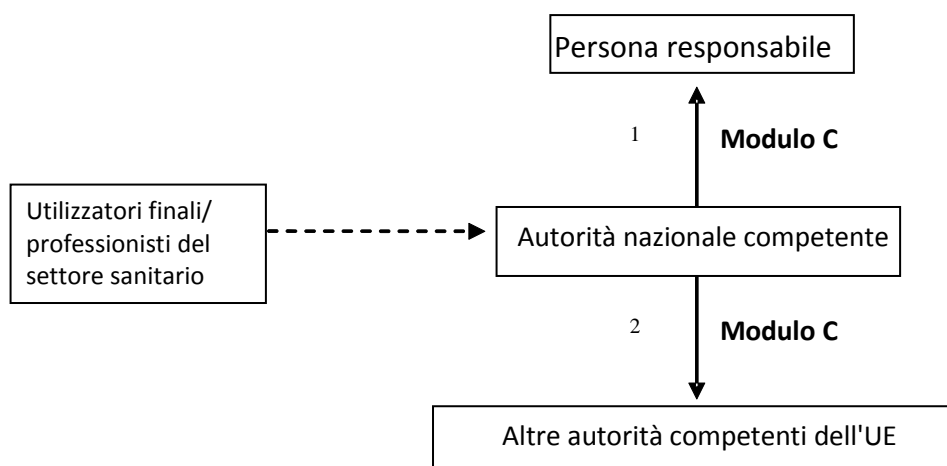 Persona responsabile
1
Modulo C
Utilizzatori finali/
professionisti del
settore sanitario
Autorità nazionale competente
2
Modulo C
Altre autorità competenti dell'UE